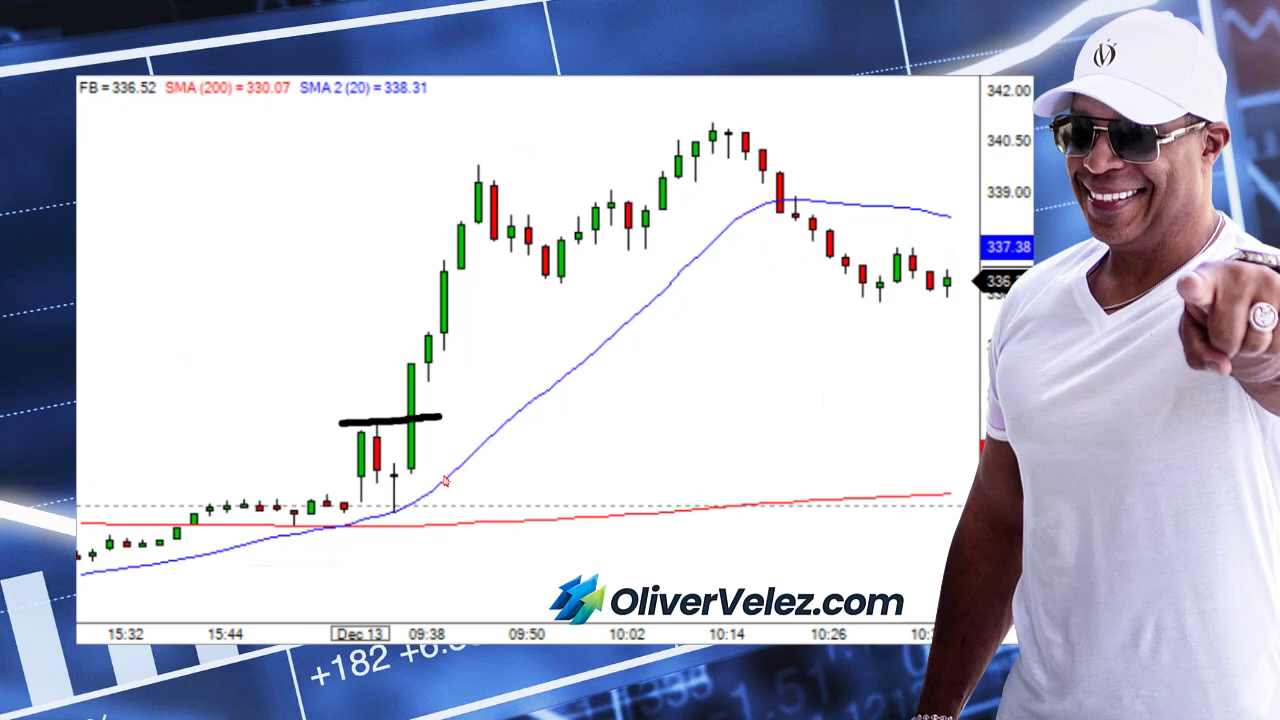 FB = 336.52 SMA (200) = 330.07 SMA 2 (20) = 338.31
342.00
340.50
339.00
337.38
336.
OliverVelez.com
15:32 15:44 Dec 13 09:38 09:50 10:02 10:14 10:26
+182